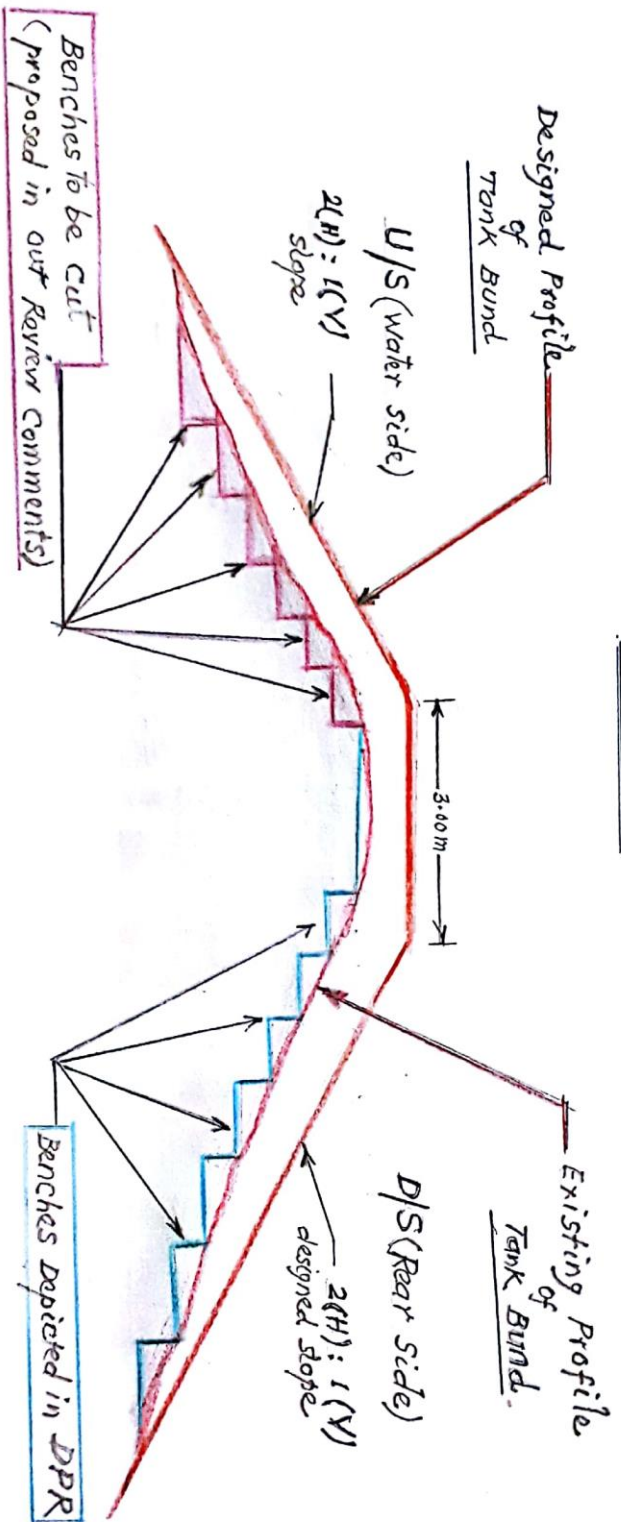 Designed Profile
of
Tank Bund
U/S (water side)
2(H): 1(V)
slope
3.00m
Existing Profile
of
Tank Bund.
D/S (Rear Side)
2(H): 1(V)
designed slope
Benches to be cut
(proposed in out Review Comments)
Benches Depicted in DPR